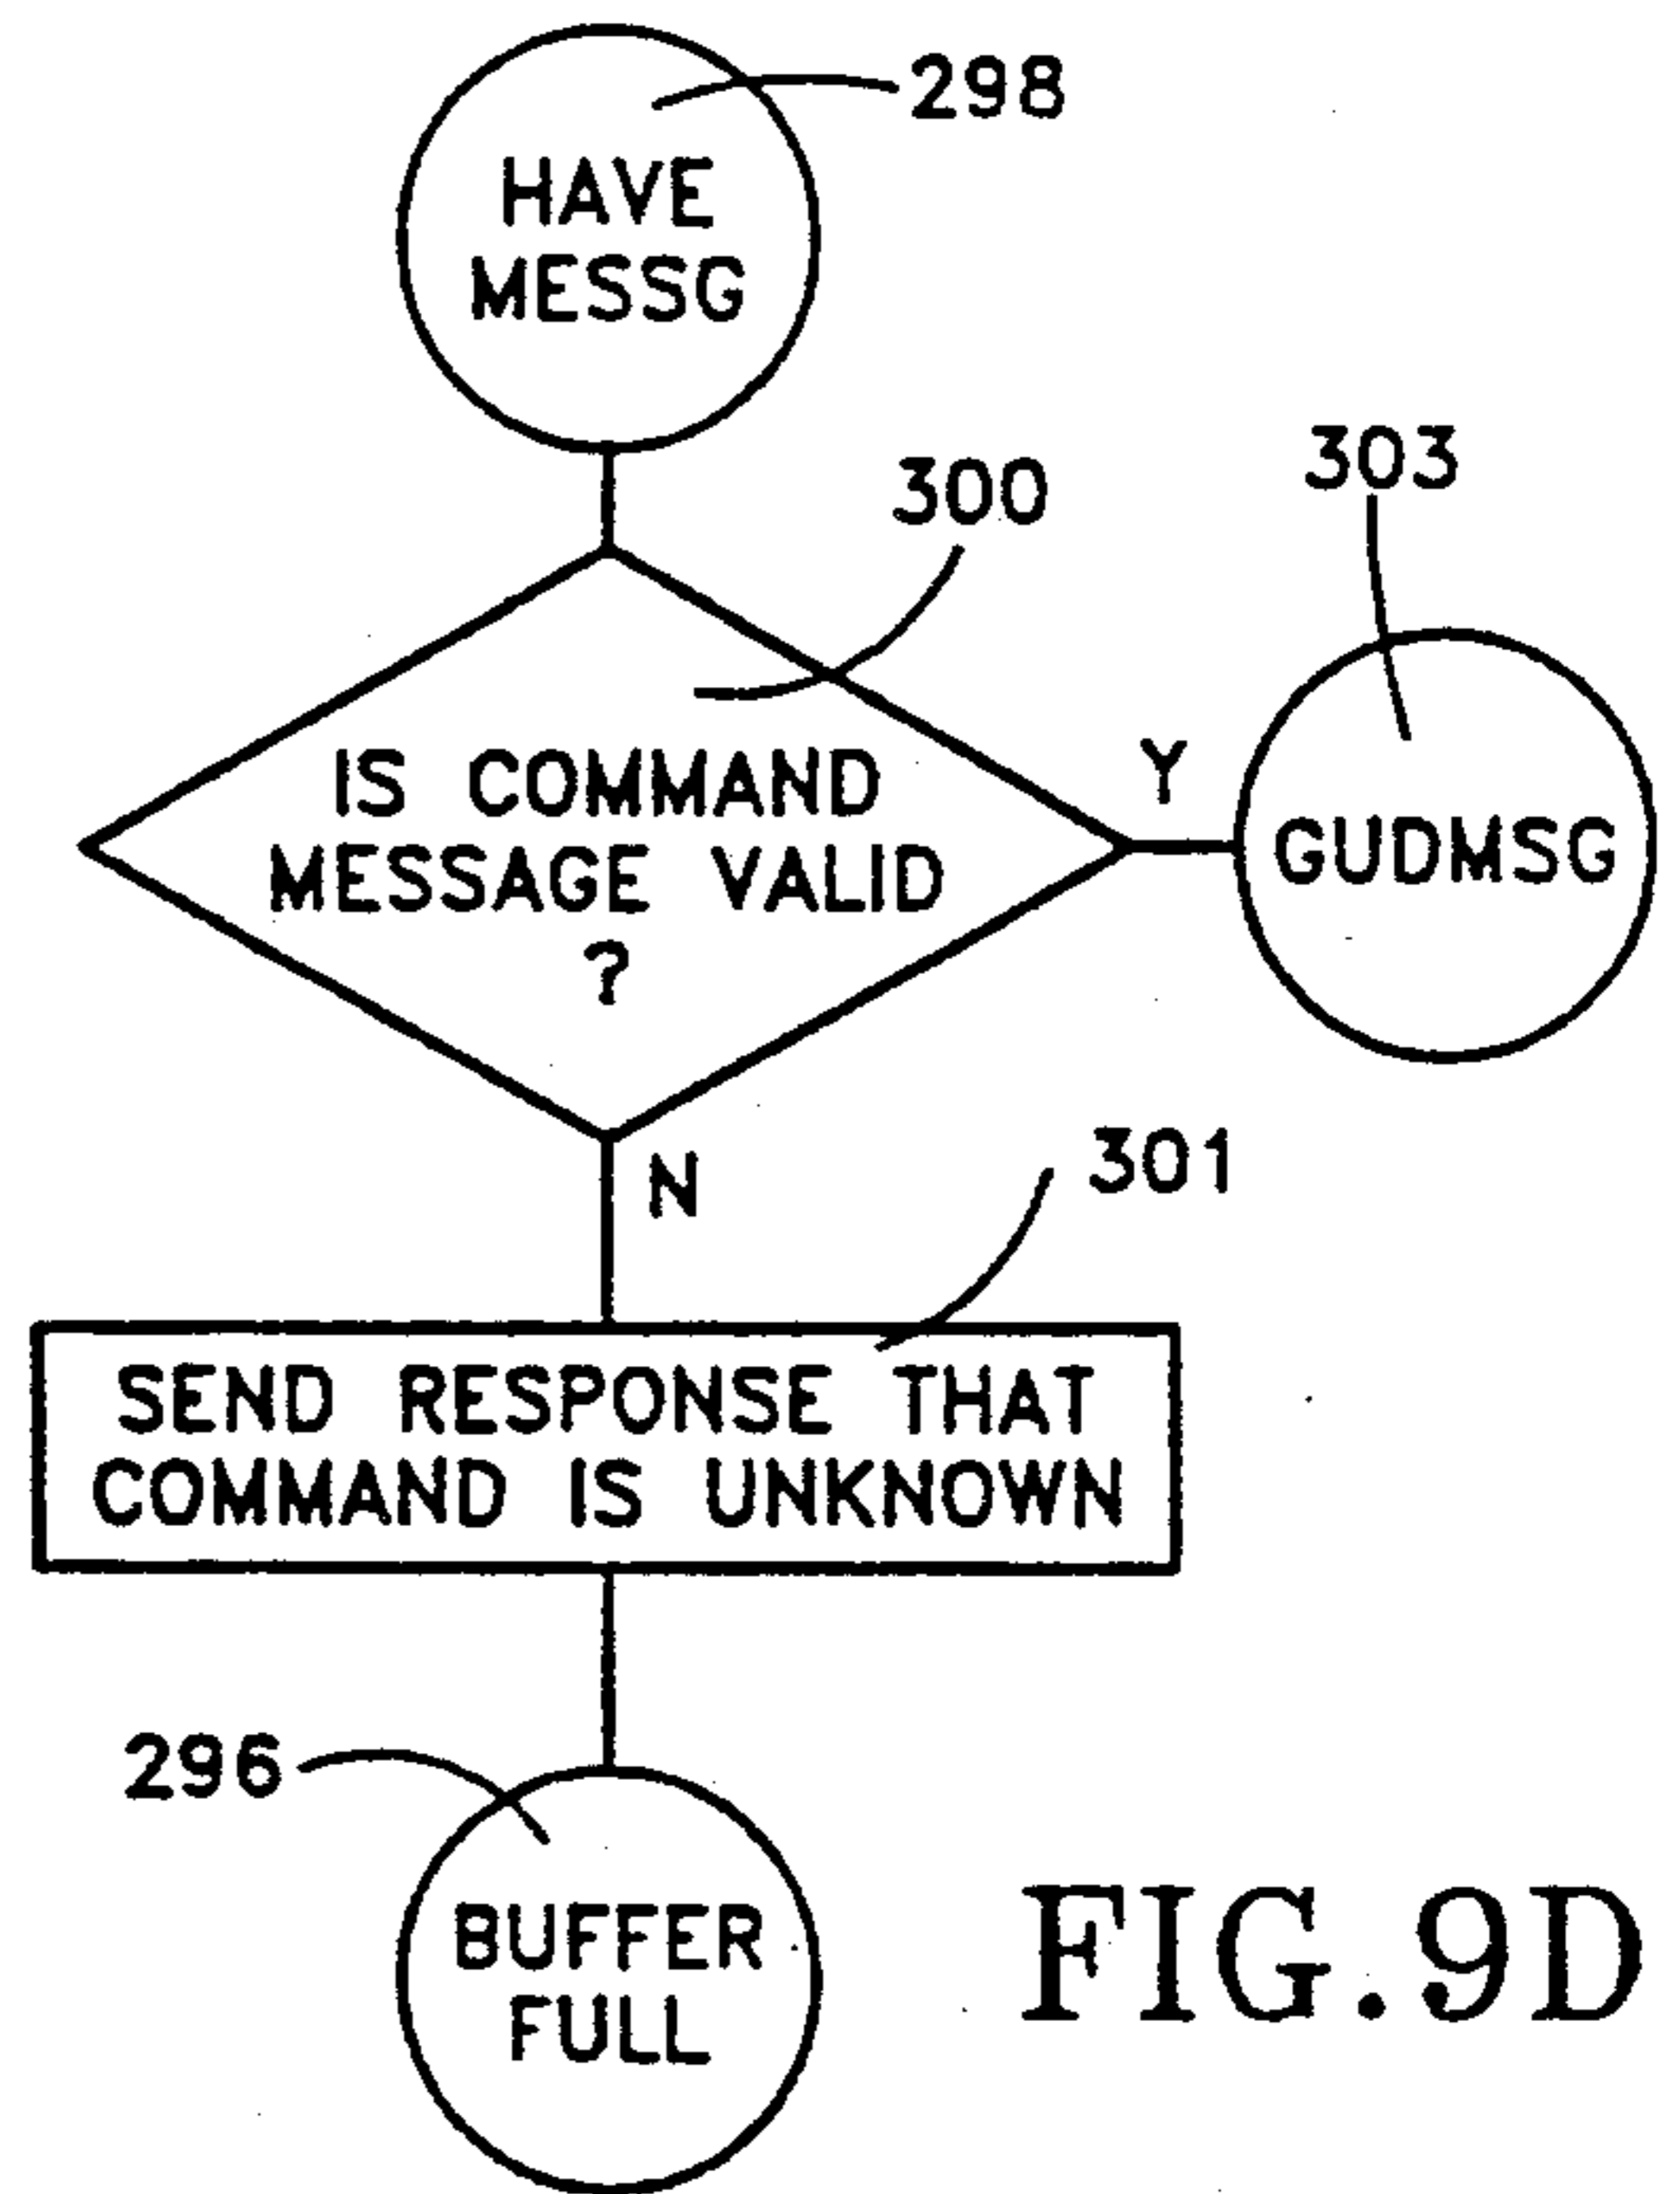 298
HAVE
MESSG
300
303
IS COMMAND
MESSAGE VALID
?
Y
GUDMSG
N
301
SEND RESPONSE THAT
COMMAND IS UNKNOWN
296
BUFFER
FULL
FIG.9D